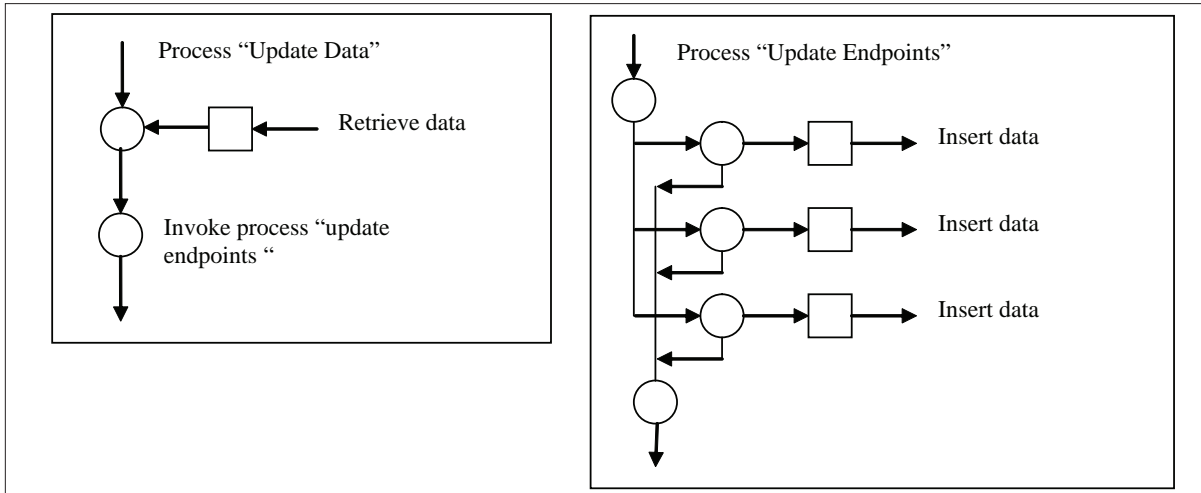 Process “Update Data”
Retrieve data
Invoke process “update
endpoints “
Process “Update Endpoints”
Insert data
Insert data
Insert data